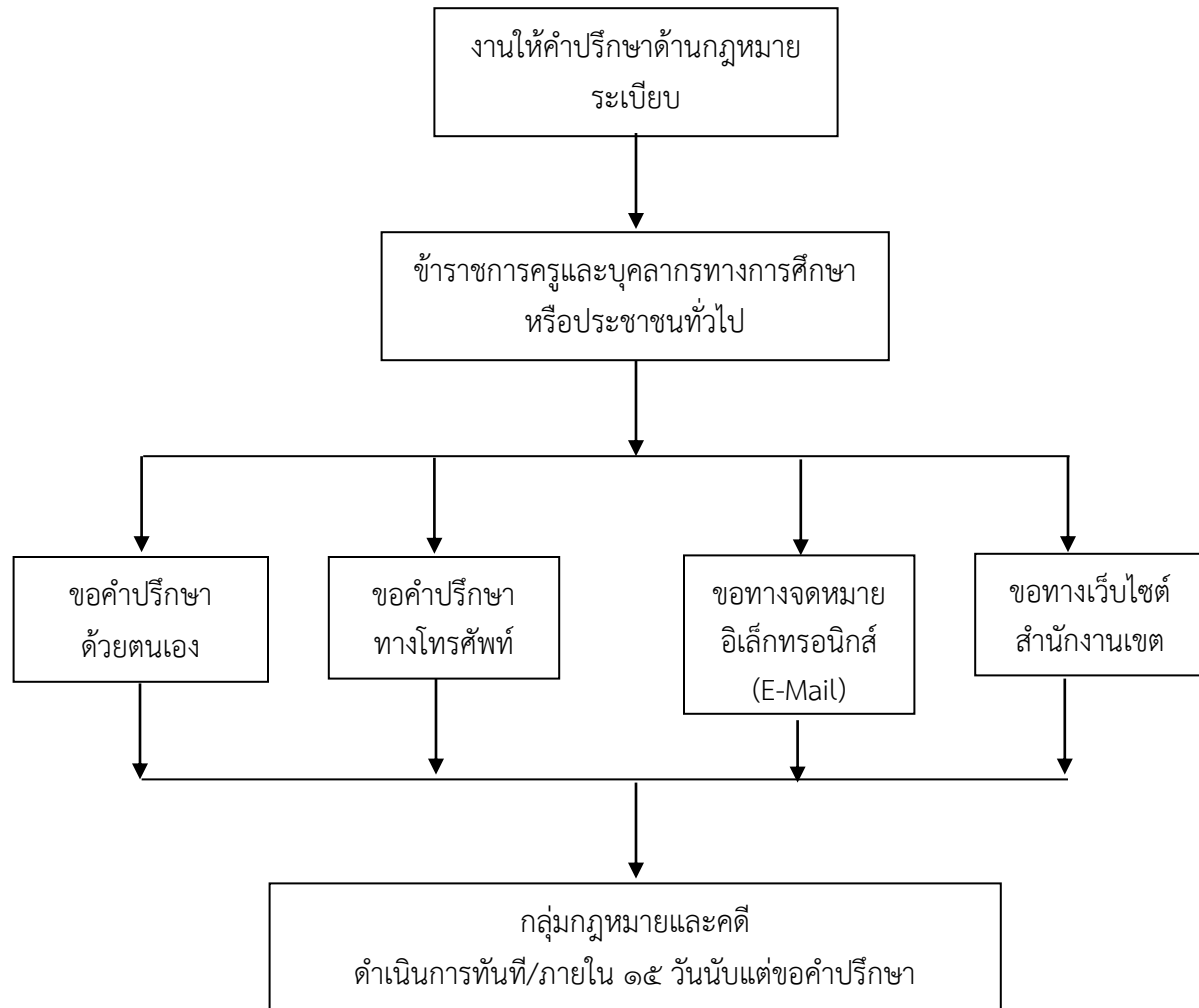 งานให้คำปรึกษาด้านกฎหมาย
ระเบียบ
ข้าราชการครูและบุคลากรทางการศึกษา
หรือประชาชนทั่วไป
ขอคำปรึกษา
ด้วยตนเอง
ขอคำปรึกษา
ทางโทรศัพท์
ขอทางจดหมาย
อิเล็กทรอนิกส์
(E-Mail)
ขอทางเว็บไซต์
สำนักงานเขต
กลุ่มกฎหมายและคดี
ดำเนินการทันที/ภายใน ๑๕ วันนับแต่ขอคำปรึกษา